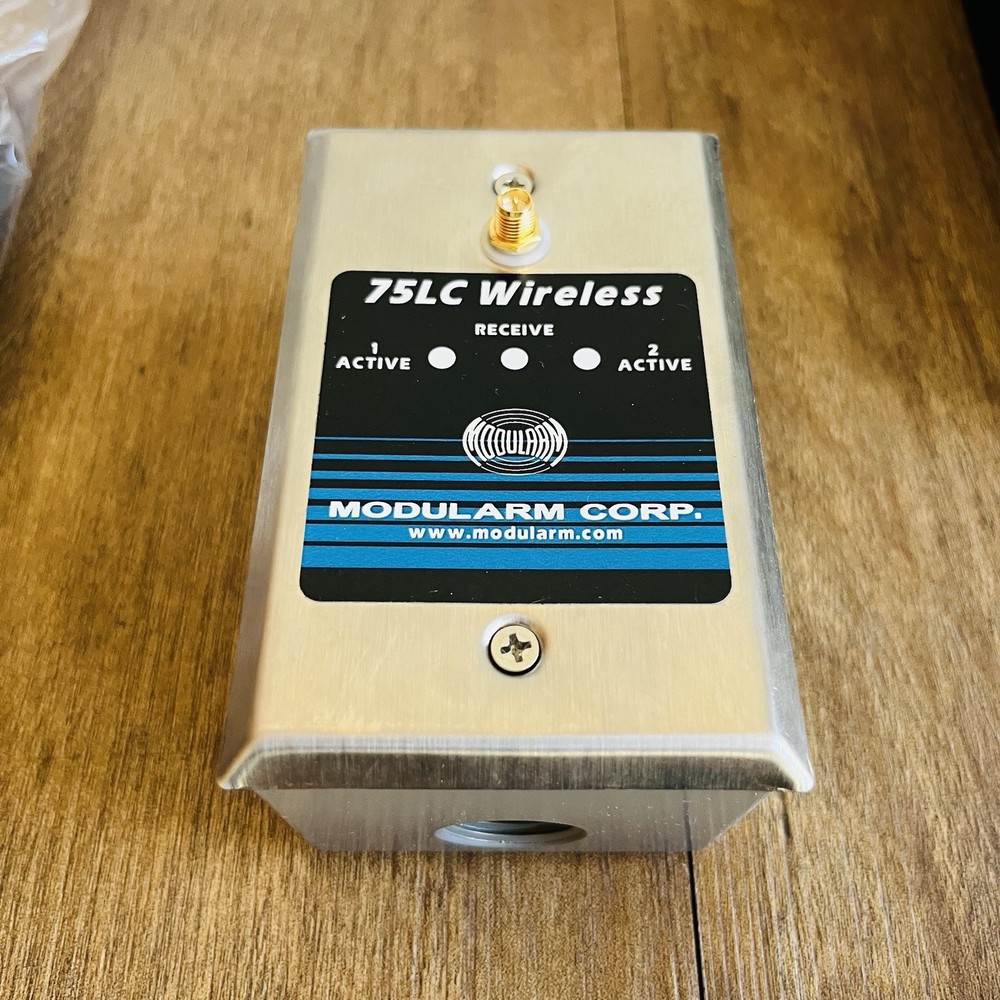 75LC Wireless
RECEIVE
1 2
ACTIVE ACTIVE
MODULARM
MODULARM CORP.
www.modularm.com